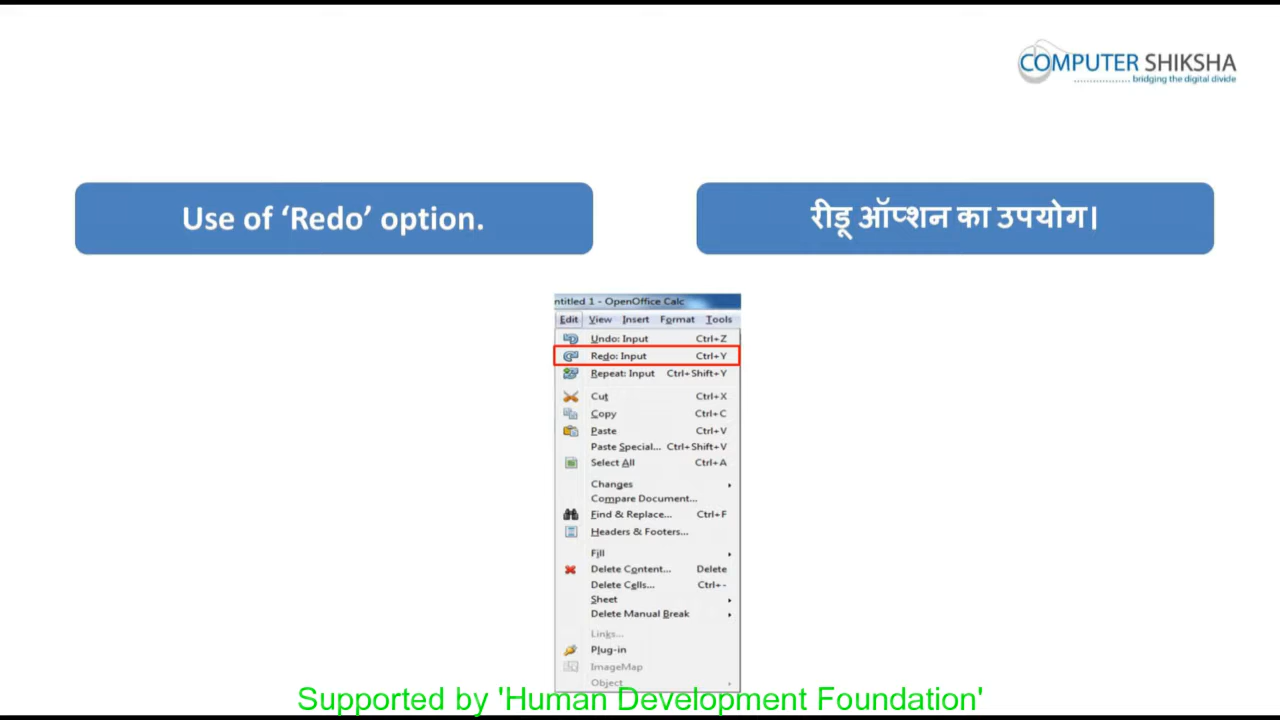 COMPUTER SHIKSHA
bridging the digital divide
Use of ‘Redo’ option.
रीडू ऑप्शन का उपयोग।
ntitled 1 - OpenOffice Calc
Edit View Insert Format Tools
Undo: Input Ctrl+Z
Redo: Input Ctrl+Y
Repeat: Input Ctrl+Shift+Y
Cut Ctrl+X
Copy Ctrl+C
Paste Ctrl+V
Paste Special... Ctrl+Shift+V
Select All Ctrl+A
Changes
Compare Document...
Find & Replace... Ctrl+F
Headers & Footers...
Fill
Delete Content... Delete
Delete Cells... Ctrl+-
Sheet
Delete Manual Break
Links...
Plug-in
ImageMap
Object
Supported by 'Human Development Foundation'